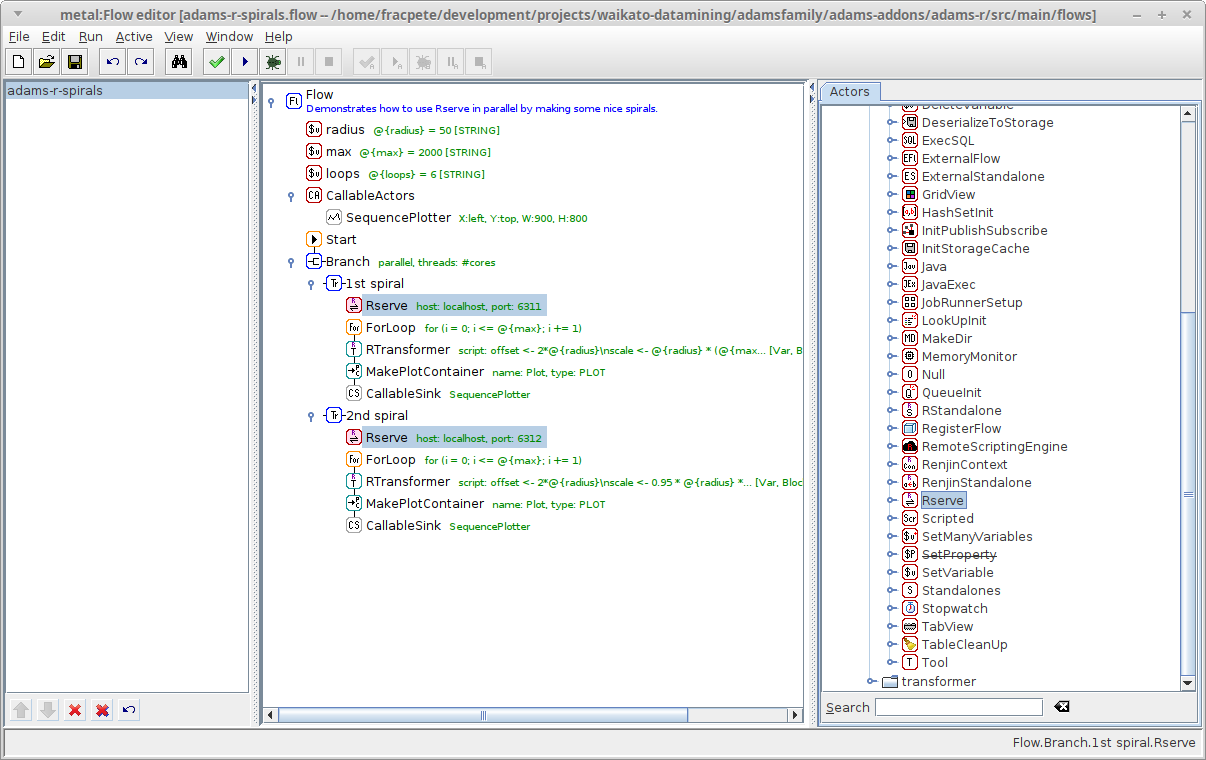 metal:Flow editor [adams-r-spirals.flow -- /home/fracpete/development/projects/waikato-datamining/adamsfamily/adams-addons/adams-r/src/main/flows]
File Edit Run Active View Window Help
adams-r-spirals
Flow
Demonstrates how to use Rserve in parallel by making some nice spirals.
radius @{radius} = 50 [STRING]
max @{max} = 2000 [STRING]
loops @{loops} = 6 [STRING]
CallableActors
SequencePlotter X:left, Y:top, W:900, H:800
Start
Branch parallel, threads: #cores
1st spiral
Rserve host: localhost, port: 6311
ForLoop for (i = 0; i <= @{max}; i += 1)
RTransformer script: offset <- 2*@{radius}\nscale <- @{radius} * (@{max... [Var, B
MakePlotContainer name: Plot, type: PLOT
CallableSink SequencePlotter
2nd spiral
Rserve host: localhost, port: 6312
ForLoop for (i = 0; i <= @{max}; i += 1)
RTransformer script: offset <- 2*@{radius}\nscale <- 0.95 * @{radius} *... [Var, Bloc
MakePlotContainer name: Plot, type: PLOT
CallableSink SequencePlotter
Actors
DeleteVariable
DeserializeToStorage
ExecSQL
ExternalFlow
ExternalStandalone
GridView
HashSetInit
InitPublishSubscribe
InitStorageCache
Java
JavaExec
JobRunnerSetup
LookUpInit
MakeDir
MemoryMonitor
Null
QueueInit
RStandalone
RegisterFlow
RemoteScriptingEngine
RenjinContext
RenjinStandalone
Rserve
Scripted
SetManyVariables
SetProperty
SetVariable
Standalones
Stopwatch
TabView
TableCleanUp
Tool
transformer
Search
Flow.Branch.1st spiral.Rserve